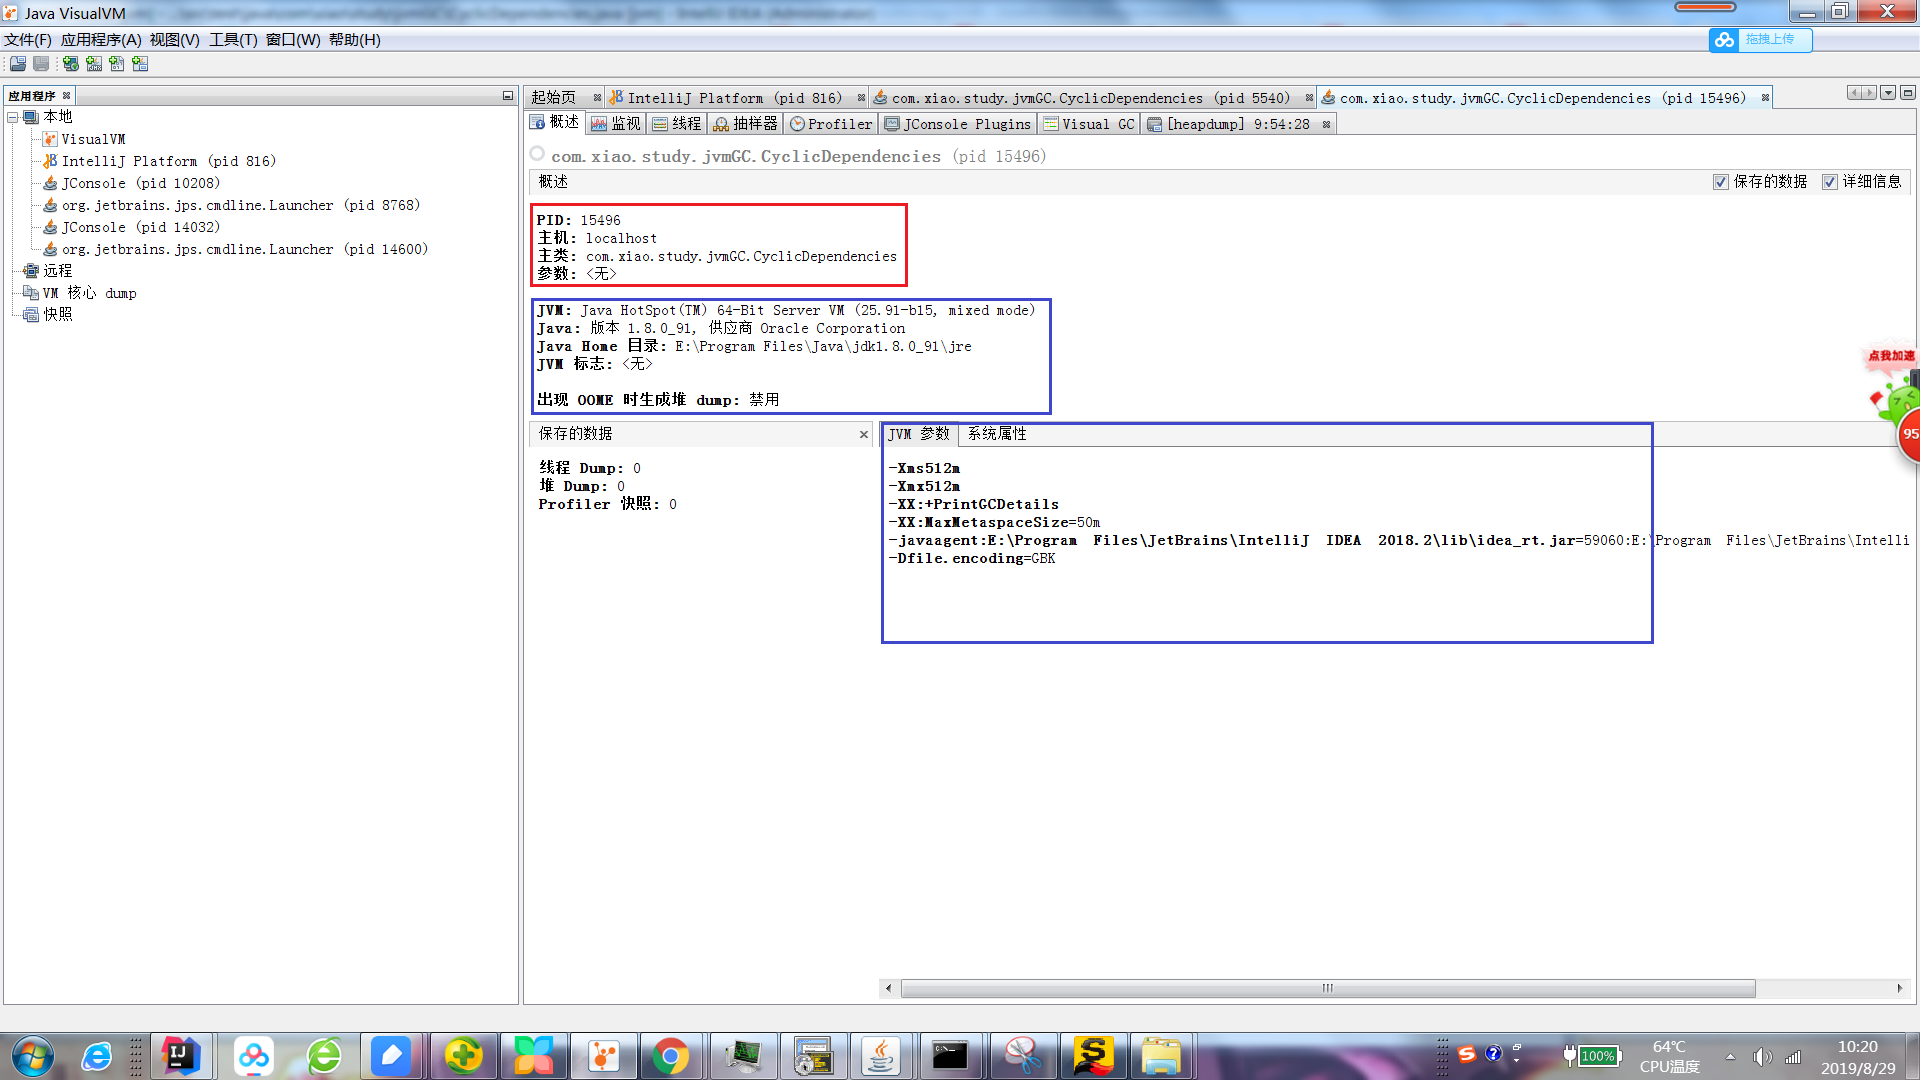 Java VisualVM
文件(F) 应用程序(A) 视图(V) 工具(T) 窗口(W) 帮助(H)
拖拽上传
应用程序
本地
VisualVM
IntelliJ Platform (pid 816)
JConsole (pid 10208)
org.jetbrains.jps.cmdline.Launcher (pid 8768)
JConsole (pid 14032)
org.jetbrains.jps.cmdline.Launcher (pid 14600)
远程
VM 核心 dump
快照
起始页 IntelliJ Platform (pid 816) com.xiao.study.jvmGC.CyclicDependencies (pid 5540) com.xiao.study.jvmGC.CyclicDependencies (pid 15496)
概述 监视 线程 抽样器 Profiler JConsole Plugins Visual GC [heapdump] 9:54:28
com.xiao.study.jvmGC.CyclicDependencies (pid 15496)
概述 保存的数据 详细信息
PID: 15496
主机: localhost
主类: com.xiao.study.jvmGC.CyclicDependencies
参数: <无>
JVM: Java HotSpot(TM) 64-Bit Server VM (25.91-b15, mixed mode)
Java: 版本 1.8.0_91, 供应商 Oracle Corporation
Java Home 目录: E:\Program Files\Java\jdk1.8.0_91\jre
JVM 标志: <无>
出现 OOME 时生成堆 dump: 禁用
保存的数据
线程 Dump: 0
堆 Dump: 0
Profiler 快照: 0
JVM 参数 系统属性
-Xms512m
-Xmx512m
-XX:+PrintGCDetails
-XX:MaxMetaspaceSize=50m
-javaagent:E:\Program Files\JetBrains\IntelliJ IDEA 2018.2\lib\idea_rt.jar=59060:E:\Program Files\JetBrains\Intelli
-Dfile.encoding=GBK
点我加速
95
100%
64℃
CPU温度
10:20
2019/8/29